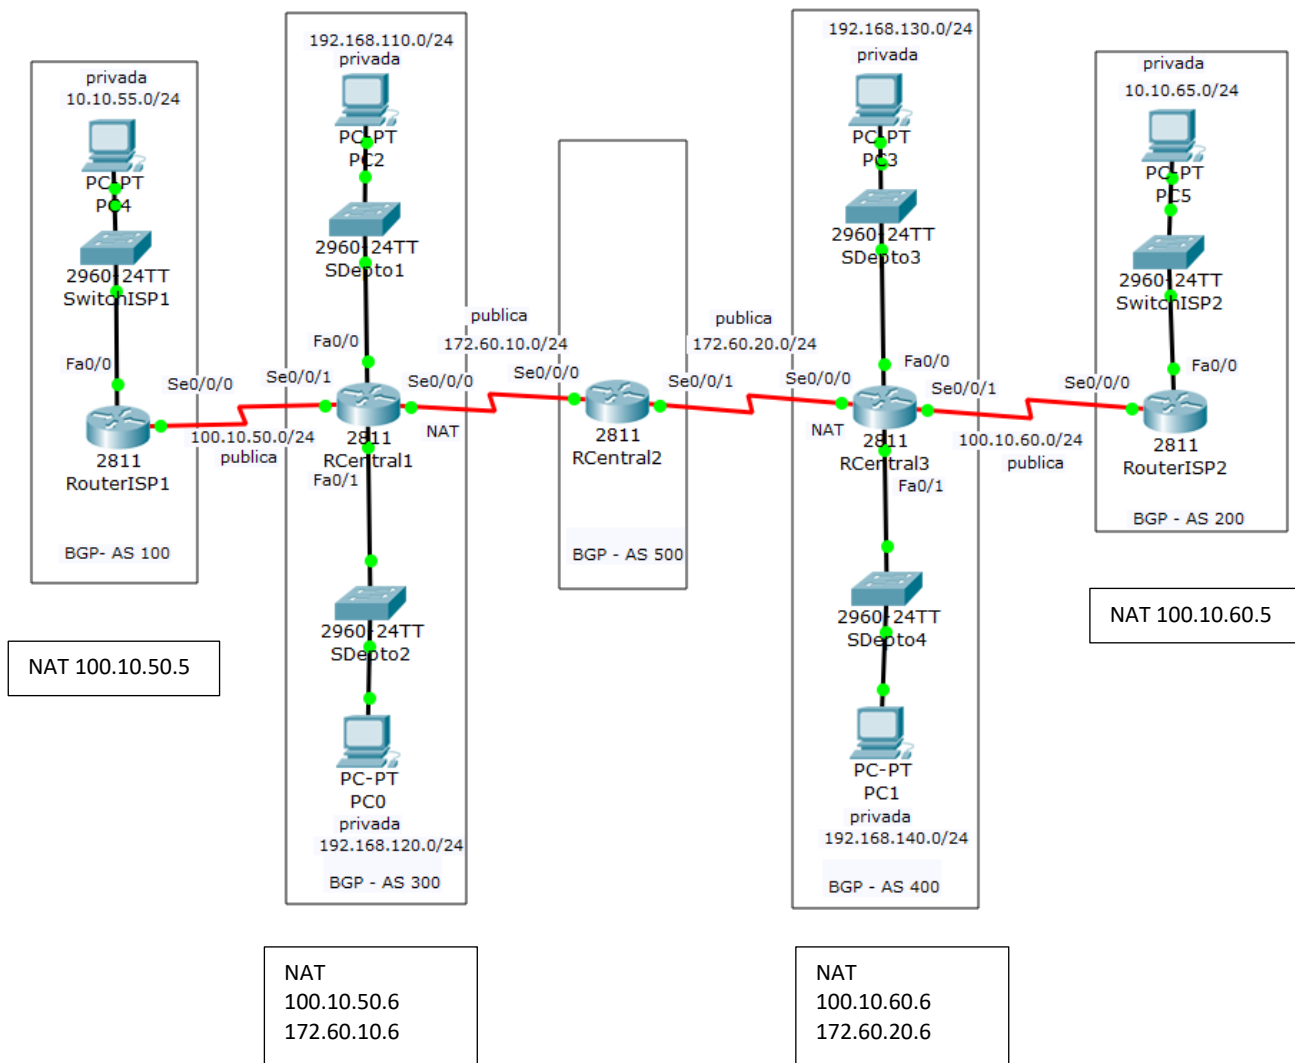 privada
10.10.55.0/24
PC-PT
PC4
2960-24TT
SwitchISP1
Fa0/0
Se0/0/0
2811
RouterISP1
BGP- AS 100
NAT 100.10.50.5
192.168.110.0/24
privada
PC-PT
PC2
2960-24TT
SDepto1
Fa0/0
Se0/0/1
Se0/0/0
100.10.50.0/24
publica
2811
RCentral1
NAT
Fa0/1
2960-24TT
SDepto2
PC-PT
PC0
privada
192.168.120.0/24
BGP - AS 300
NAT
100.10.50.6
172.60.10.6
publica
172.60.10.0/24
Se0/0/0
Se0/0/1
2811
RCentral2
BGP - AS 500
publica
172.60.20.0/24
192.168.130.0/24
privada
PC-PT
PC3
2960-24TT
SDepto3
Fa0/0
Se0/0/0
Se0/0/1
NAT
2811
RCentral3
Fa0/1
100.10.60.0/24
publica
2960-24TT
SDepto4
PC-PT
PC1
privada
192.168.140.0/24
BGP - AS 400
NAT
100.10.60.6
172.60.20.6
privada
10.10.65.0/24
PC-PT
PC5
2960-24TT
SwitchISP2
Fa0/0
Se0/0/0
2811
RouterISP2
BGP - AS 200
NAT 100.10.60.5